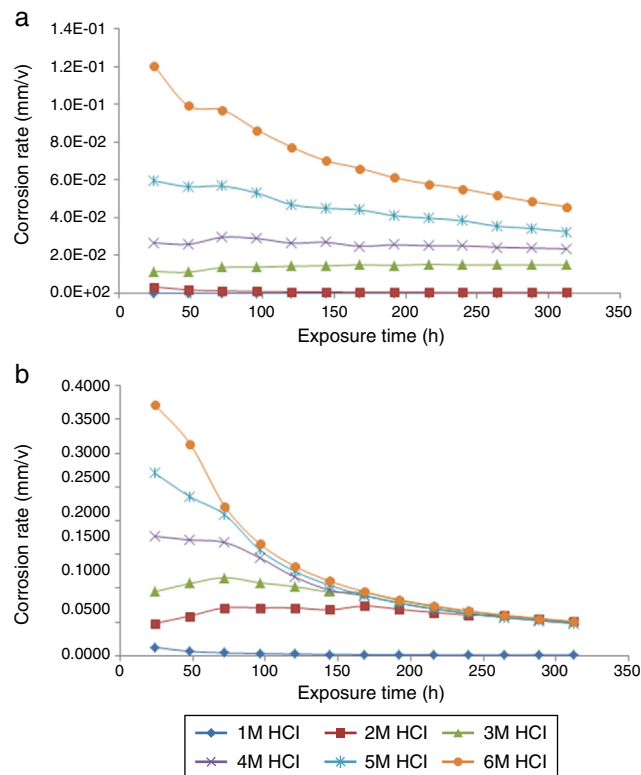 a
Corrosion rate (mm/v)
1.4E-01
1.2E-01
1.0E-01
8.0E-02
6.0E-02
4.0E-02
2.0E-02
0.0E+02
0 50 100 150 200 250 300 350
Exposure time (h)
b
Corrosion rate (mm/v)
0.4000
0.3000
0.2000
0.1500
0.1000
0.0500
0.0000
0 50 100 150 200 250 300 350
Exposure time (h)
1M HCl 2M HCl 3M HCl
4M HCl 5M HCl 6M HCl